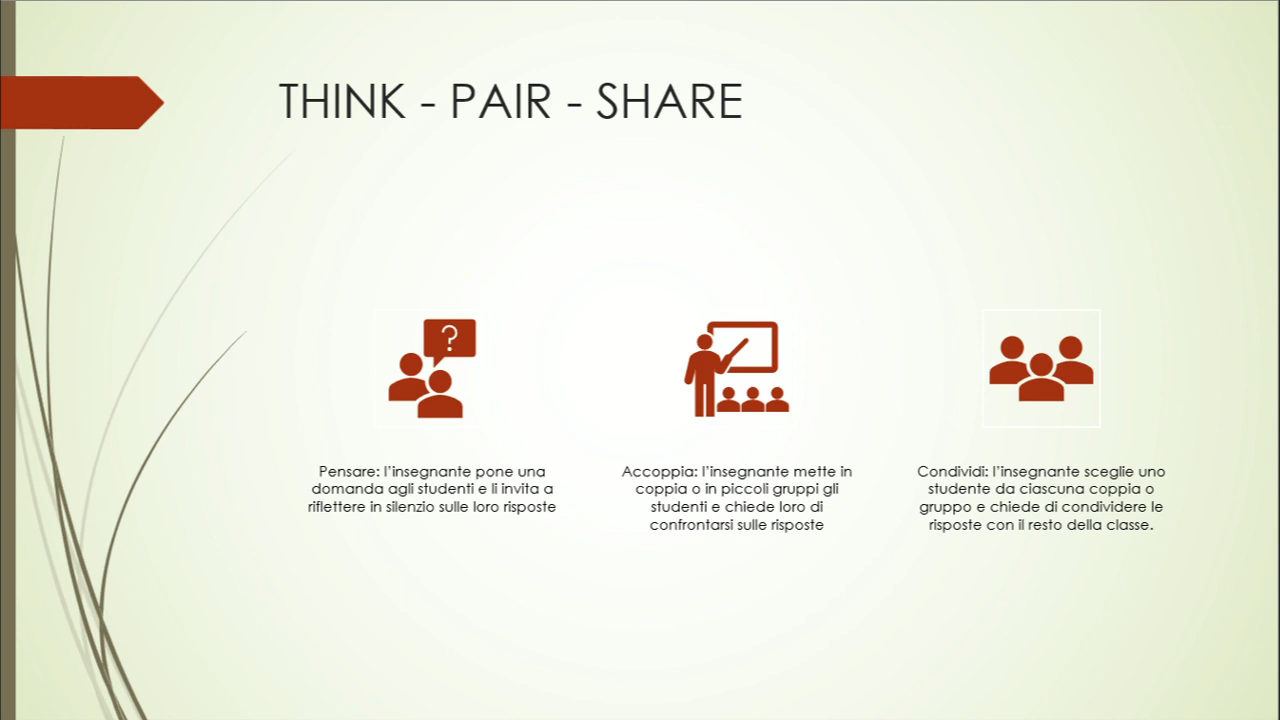 THINK - PAIR - SHARE
?
Pensare: l'insegnante pone una
domanda agli studenti e li invita a
riflettere in silenzio sulle loro risposte
Accoppia: l'insegnante mette in
coppia o in piccoli gruppi gli
studenti e chiede loro di
confrontarsi sulle risposte
Condividi: l'insegnante sceglie uno
studente da ciascuna coppia o
gruppo e chiede di condividere le
risposte con il resto della classe.